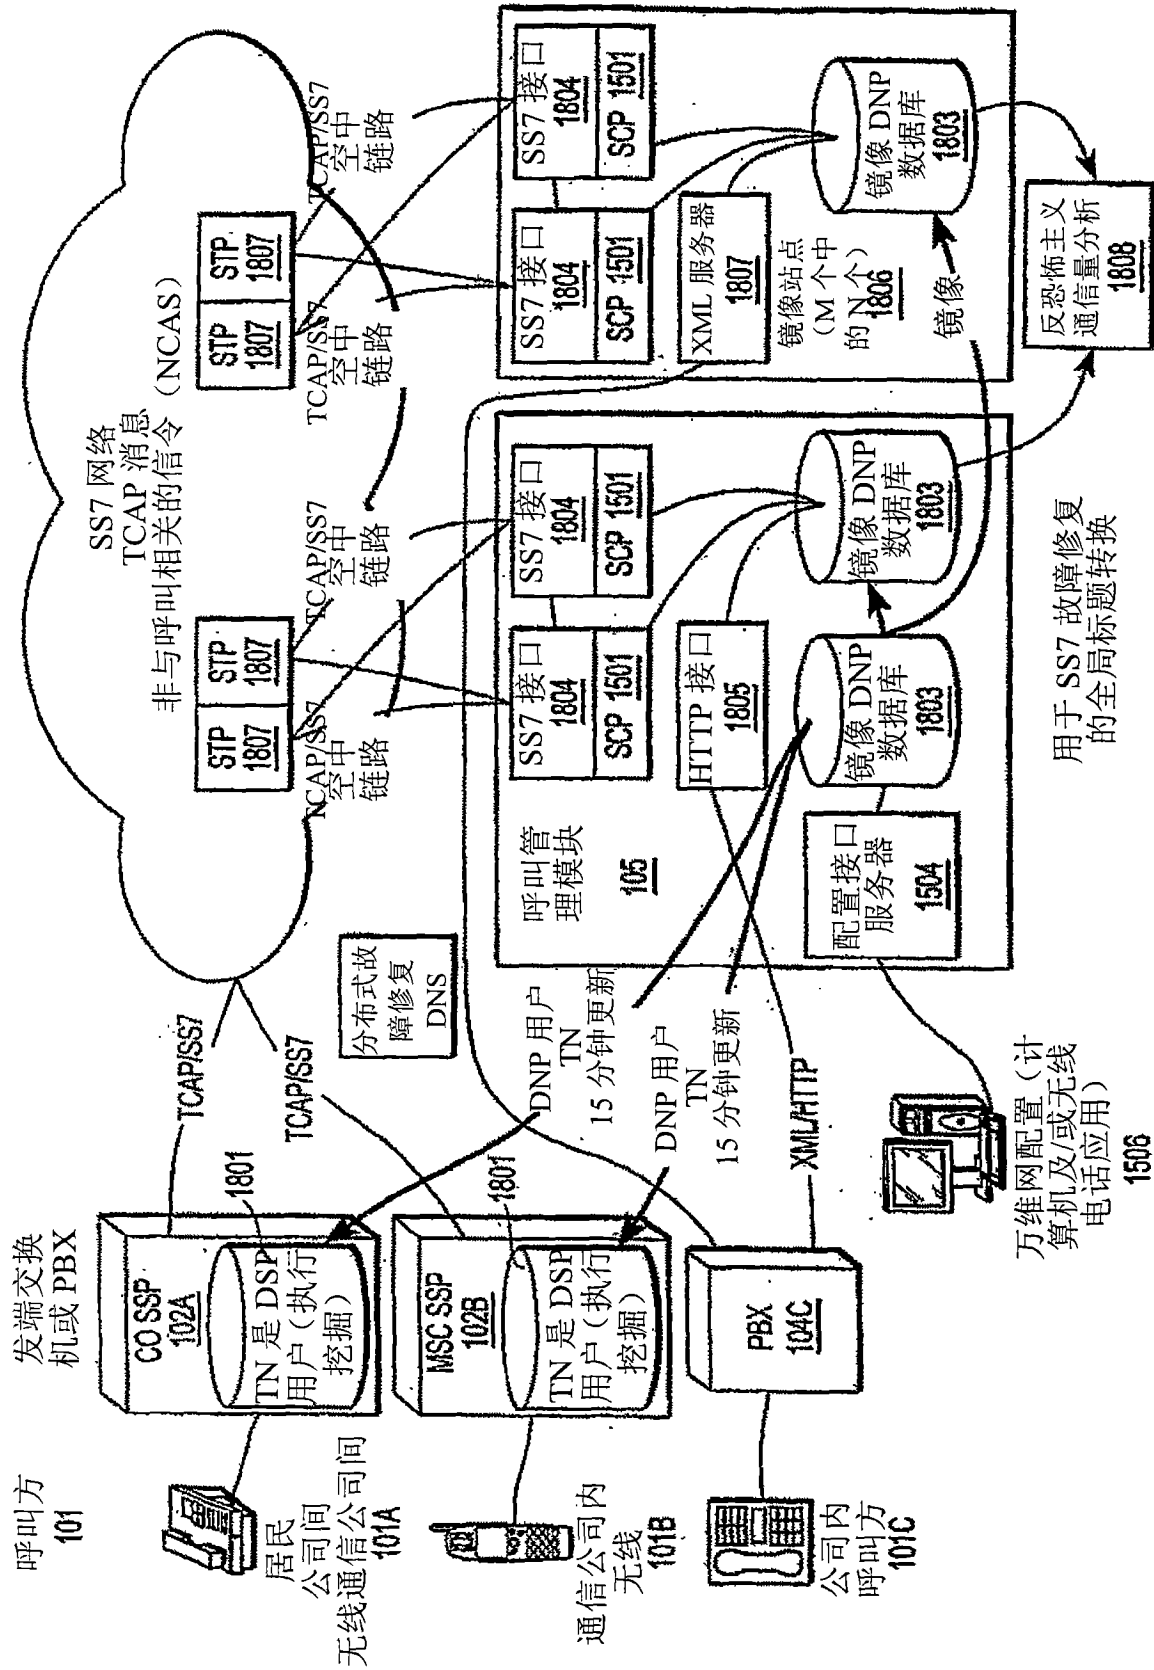 呼叫方
101
发端交换
机或 PBX
居民
公司间
无线通信公司间
101A
CO SSP
102A
1801
TN 是 DSP
用户（执行
挖掘）
TCAP/SS7
通信公司内
无线
101B
MSC SSP
102B
1801
TN 是 DSP
用户（执行
挖掘）
TCAP/SS7
公司内
呼叫方
101C
PBX
104C
XML/HTTP
万维网配置（计
算机及/或无线
电话应用）
1506
分布式故
障修复
DNS
DNP 用户
TN
15 分钟更新
DNP 用户
TN
15 分钟更新
SS7 网络
TCAP 消息
非与呼叫相关的信令（NCAS）
STP
1807
STP
1807
STP
1807
STP
1807
TCAP/SS7
空中
链路
TCAP/SS7
空中
链路
TCAP/SS7
空中
链路
TCAP/SS7
空中
链路
呼叫管
理模块
105
SS7 接口
1804
SCP 1501
SS7 接口
1804
SCP 1501
HTTP 接口
1805
配置接口
服务器
1504
镜像 DNP
数据库
1803
镜像 DNP
数据库
1803
SS7 接口
1804
SCP 1501
SS7 接口
1804
SCP 1501
XML 服务器
1807
镜像站点
（M 个中
的 N 个）
1806
镜像
镜像 DNP
数据库
1803
用于 SS7 故障修复
的全局标题转换
反恐怖主义
通信量分析
1808